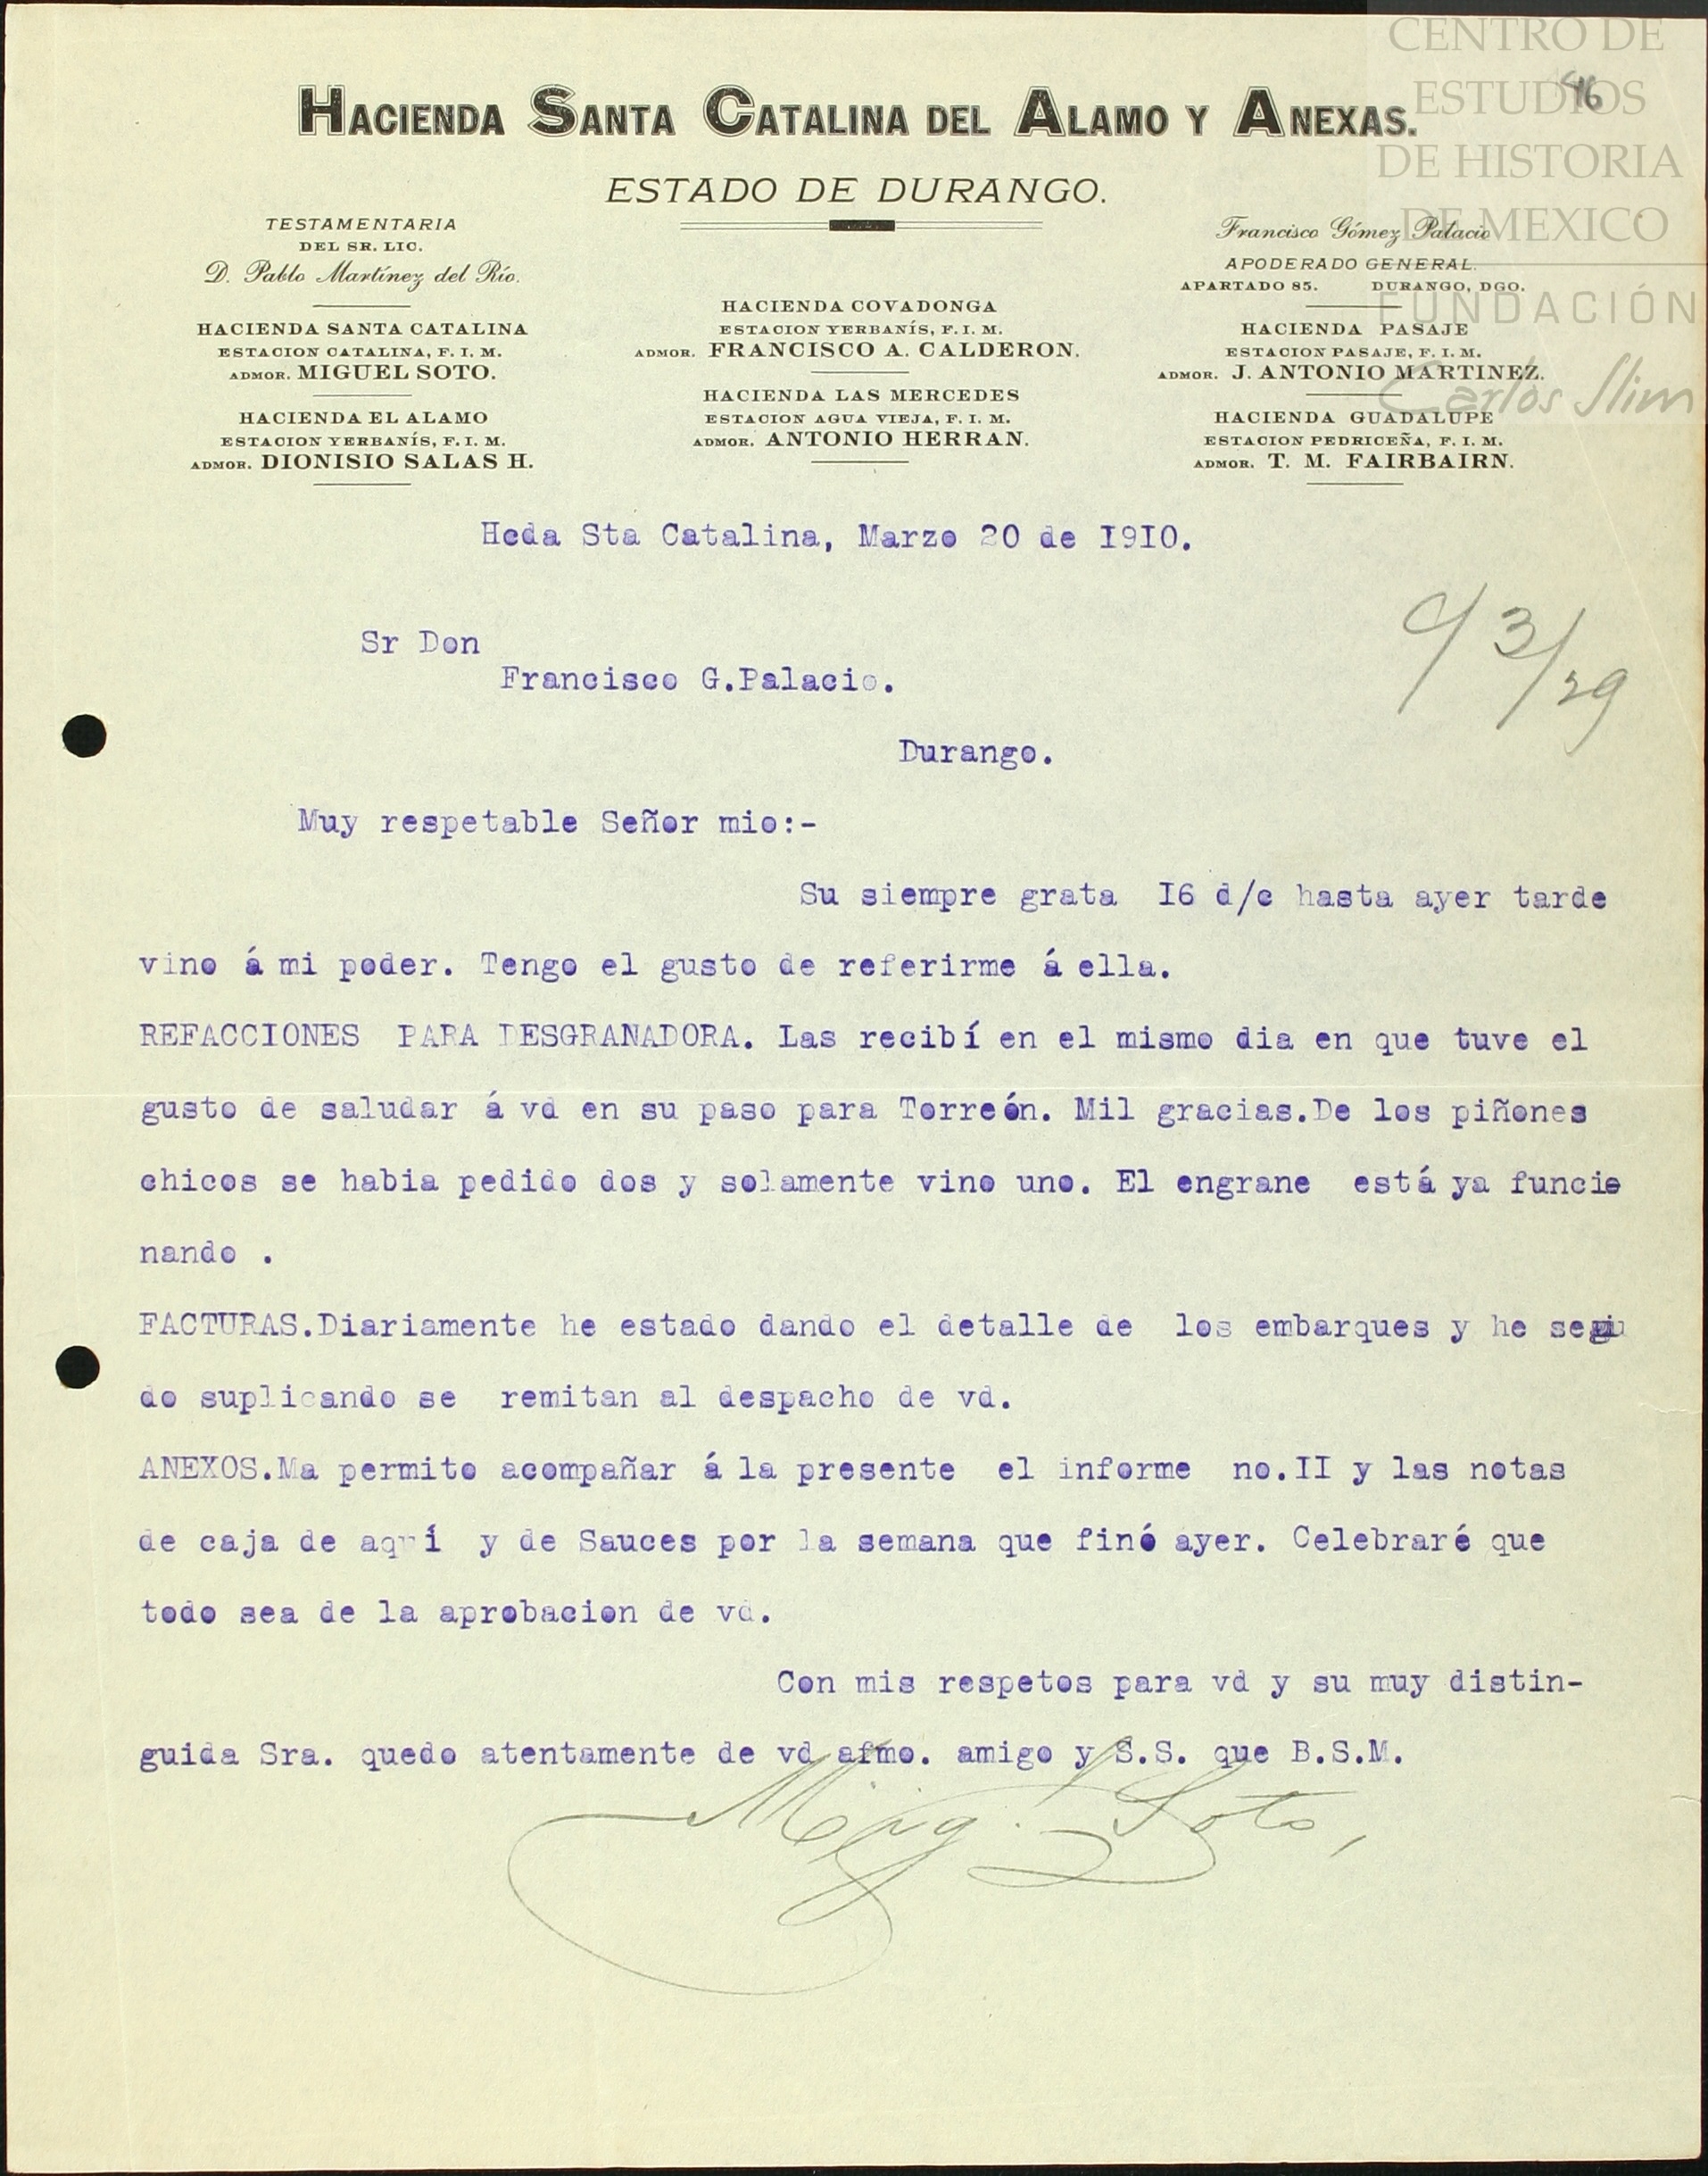 CENTRO DE
ESTUDIOS
DE HISTORIA
DE MEXICO
FUNDACIÓN
Carlos Slim
HACIENDA SANTA CATALINA DEL ALAMO Y ANEXAS.
ESTADO DE DURANGO.
TESTAMENTARIA
DEL SR. LIC.
D. Pablo Martínez del Río.
HACIENDA SANTA CATALINA
ESTACION CATALINA, F. I. M.
ADMOR. MIGUEL SOTO.
HACIENDA EL ALAMO
ESTACION YERBANÍS, F. I. M.
ADMOR. DIONISIO SALAS H.
HACIENDA COVADONGA
ESTACION YERBANÍS, F. I. M.
ADMOR. FRANCISCO A. CALDERON.
HACIENDA LAS MERCEDES
ESTACION AGUA VIEJA, F. I. M.
ADMOR. ANTONIO HERRAN.
Francisco Gómez Palacio
APODERADO GENERAL.
APARTADO 85. DURANGO, DGO.
HACIENDA PASAJE
ESTACION PASAJE, F. I. M.
ADMOR. J. ANTONIO MARTINEZ.
HACIENDA GUADALUPE
ESTACION PEDRICEÑA, F. I. M.
ADMOR. T. M. FAIRBAIRN.
Hcda Sta Catalina, Marzo 20 de I9I0.
C/ 3/29
Sr Don
Francisco G.Palacio.
Durango.
Muy respetable Señor mio:-
Su siempre grata I6 d/c hasta ayer tarde
vino á mi poder. Tengo el gusto de referirme á ella.
REFACCIONES PARA DESGRANADORA. Las recibí en el mismo dia en que tuve el
gusto de saludar á vd en su paso para Torreón. Mil gracias.De los piñones
chicos se habia pedido dos y solamente vino uno. El engrane está ya funcio
nando .
FACTURAS.Diariamente he estado dando el detalle de los embarques y he segui
do suplicando se remitan al despacho de vd.
ANEXOS.Ma permito acompañar á la presente el informe no.II y las notas
de caja de aquí y de Sauces por la semana que finó ayer. Celebraré que
todo sea de la aprobacion de vd.
Con mis respetos para vd y su muy distin-
guida Sra. quedo atentamente de vd afmo. amigo y S.S. que B.S.M.
Mig. Soto,